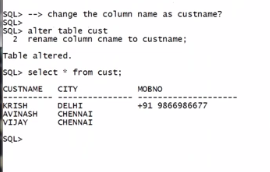 SQL> --> change the column name as custname?
SQL>
SQL> alter table cust
2 rename column cname to custname;
Table altered.
SQL> select * from cust;
CUSTNAME CITY MOBNO
---------- ---------- --------------------
KRISH DELHI +91 9866986677
AVINASH CHENNAI
VIJAY CHENNAI
SQL>